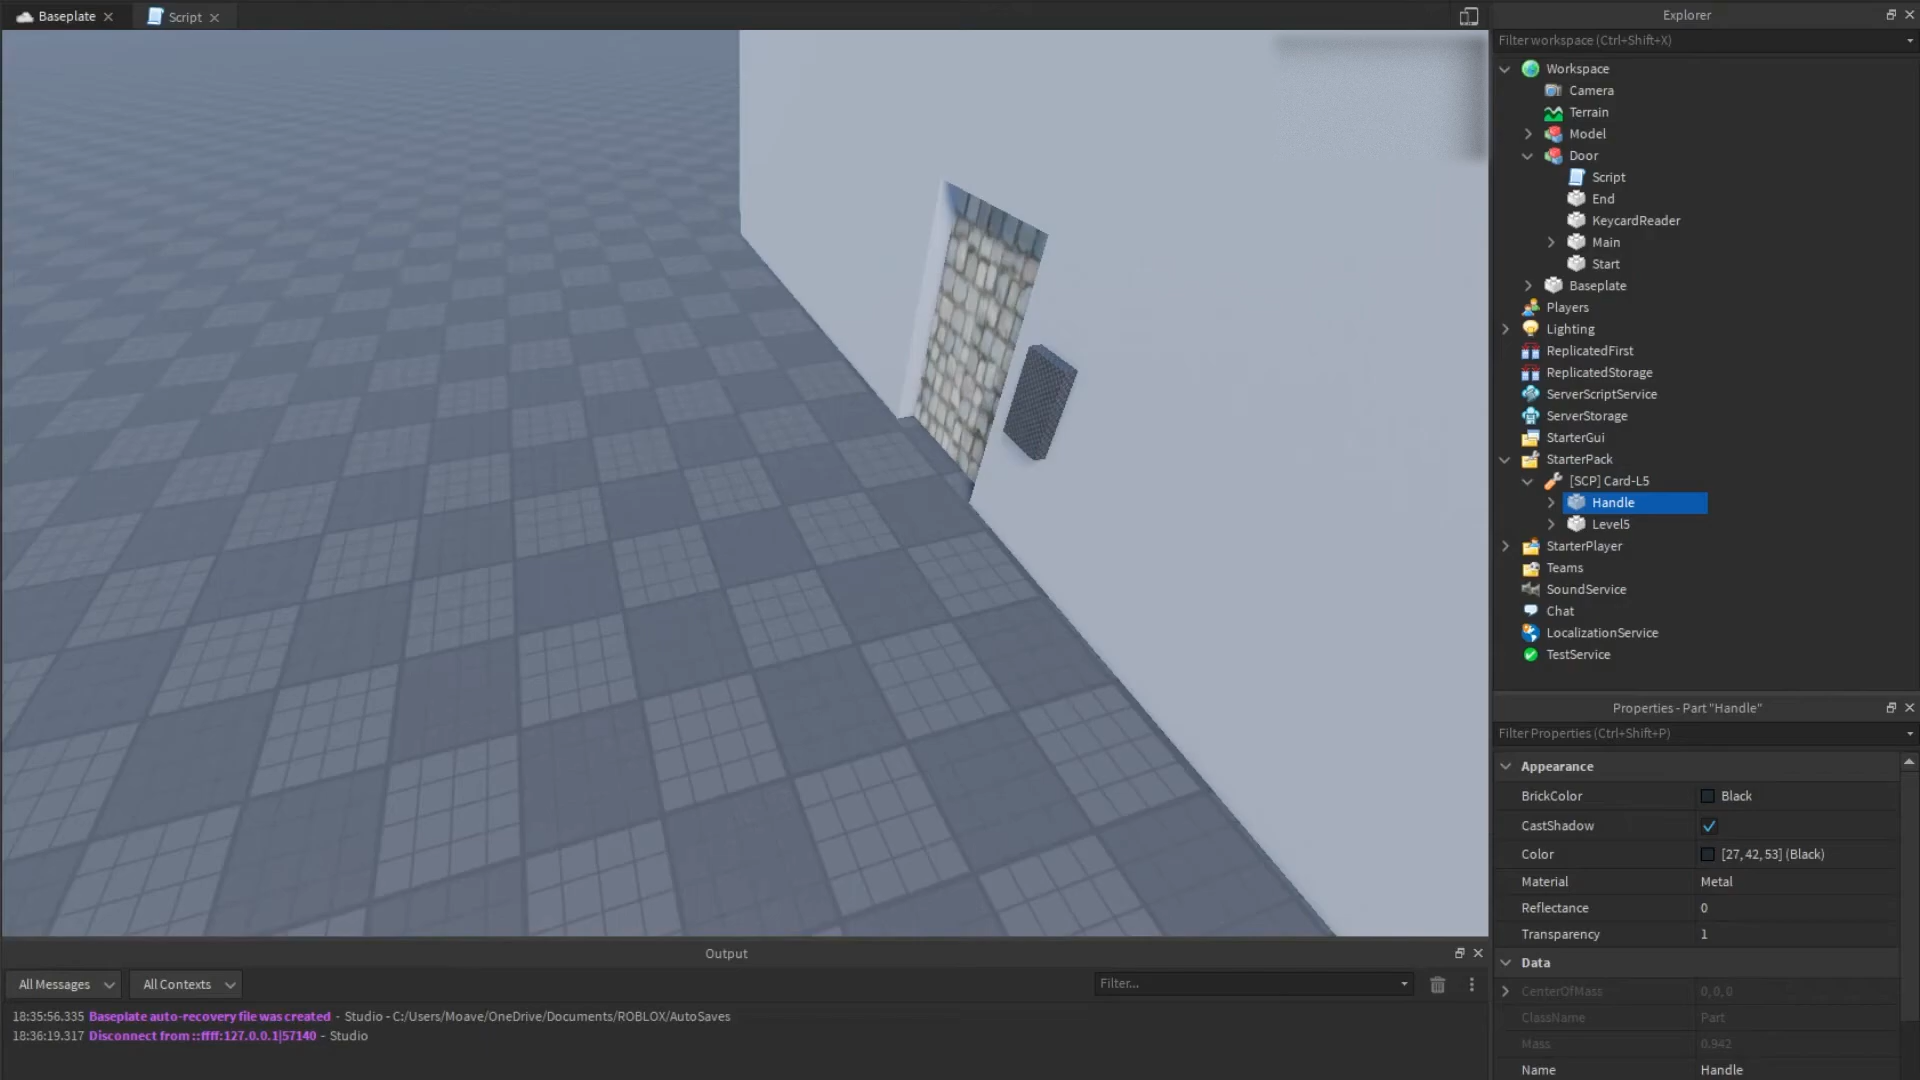 Baseplate
Script
Explorer
Filter workspace (Ctrl+Shift+X)
Workspace
Camera
Terrain
Model
Door
Script
End
KeycardReader
Main
Start
Baseplate
Players
Lighting
ReplicatedFirst
ReplicatedStorage
ServerScriptService
ServerStorage
StarterGui
StarterPack
[SCP] Card-L5
Handle
Level5
StarterPlayer
Teams
SoundService
Chat
LocalizationService
TestService
Properties - Part "Handle"
Filter Properties (Ctrl+Shift+P)
Appearance
BrickColor Black
CastShadow
Color [27, 42, 53] (Black)
Material Metal
Reflectance 0
Transparency 1
Data
CenterOfMass 0, 0, 0
ClassName Part
Mass 0.942
Name Handle
Output
All Messages All Contexts Filter...
18:35:56.335 Baseplate auto-recovery file was created - Studio - C:/Users/Moave/OneDrive/Documents/ROBLOX/AutoSaves
18:36:19.317 Disconnect from ::ffff:127.0.0.1|57140 - Studio